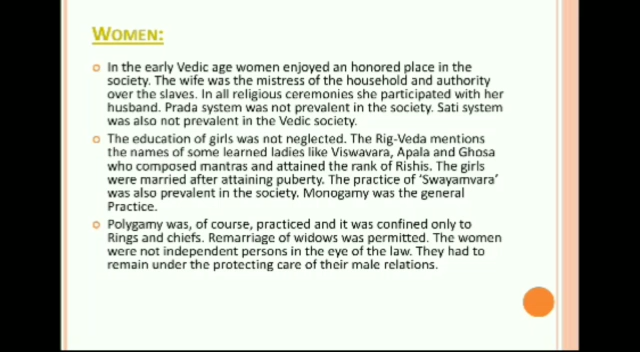 WOMEN:
In the early Vedic age women enjoyed an honored place in the
society. The wife was the mistress of the household and authority
over the slaves. In all religious ceremonies she participated with her
husband. Prada system was not prevalent in the society. Sati system
was also not prevalent in the Vedic society.
The education of girls was not neglected. The Rig-Veda mentions
the names of some learned ladies like Viswavara, Apala and Ghosa
who composed mantras and attained the rank of Rishis. The girls
were married after attaining puberty. The practice of 'Swayamvara'
was also prevalent in the society. Monogamy was the general
Practice.
Polygamy was, of course, practiced and it was confined only to
Rings and chiefs. Remarriage of widows was permitted. The women
were not independent persons in the eye of the law. They had to
remain under the protecting care of their male relations.